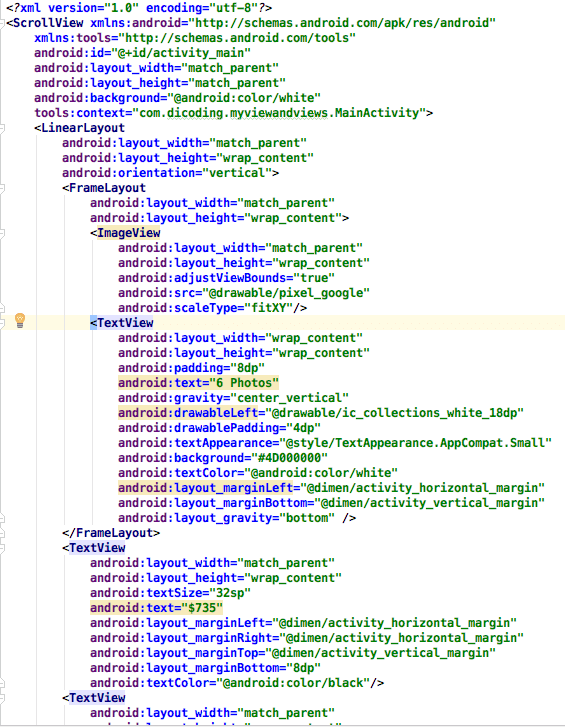 <?xml version="1.0" encoding="utf-8"?>
<ScrollView xmlns:android="http://schemas.android.com/apk/res/android"
    xmlns:tools="http://schemas.android.com/tools"
    android:id="@+id/activity_main"
    android:layout_width="match_parent"
    android:layout_height="match_parent"
    android:background="@android:color/white"
    tools:context="com.dicoding.myviewandviews.MainActivity">
    <LinearLayout
        android:layout_width="match_parent"
        android:layout_height="wrap_content"
        android:orientation="vertical">
        <FrameLayout
            android:layout_width="match_parent"
            android:layout_height="wrap_content">
            <ImageView
                android:layout_width="match_parent"
                android:layout_height="wrap_content"
                android:adjustViewBounds="true"
                android:src="@drawable/pixel_google"
                android:scaleType="fitXY"/>
            <TextView
                android:layout_width="wrap_content"
                android:layout_height="wrap_content"
                android:padding="8dp"
                android:text="6 Photos"
                android:gravity="center_vertical"
                android:drawableLeft="@drawable/ic_collections_white_18dp"
                android:drawablePadding="4dp"
                android:textAppearance="@style/TextAppearance.AppCompat.Small"
                android:background="#4D000000"
                android:textColor="@android:color/white"
                android:layout_marginLeft="@dimen/activity_horizontal_margin"
                android:layout_marginBottom="@dimen/activity_vertical_margin"
                android:layout_gravity="bottom" />
        </FrameLayout>
        <TextView
            android:layout_width="match_parent"
            android:layout_height="wrap_content"
            android:textSize="32sp"
            android:text="$735"
            android:layout_marginLeft="@dimen/activity_horizontal_margin"
            android:layout_marginRight="@dimen/activity_horizontal_margin"
            android:layout_marginTop="@dimen/activity_vertical_margin"
            android:layout_marginBottom="8dp"
            android:textColor="@android:color/black"/>
        <TextView
            android:layout_width="match_parent"